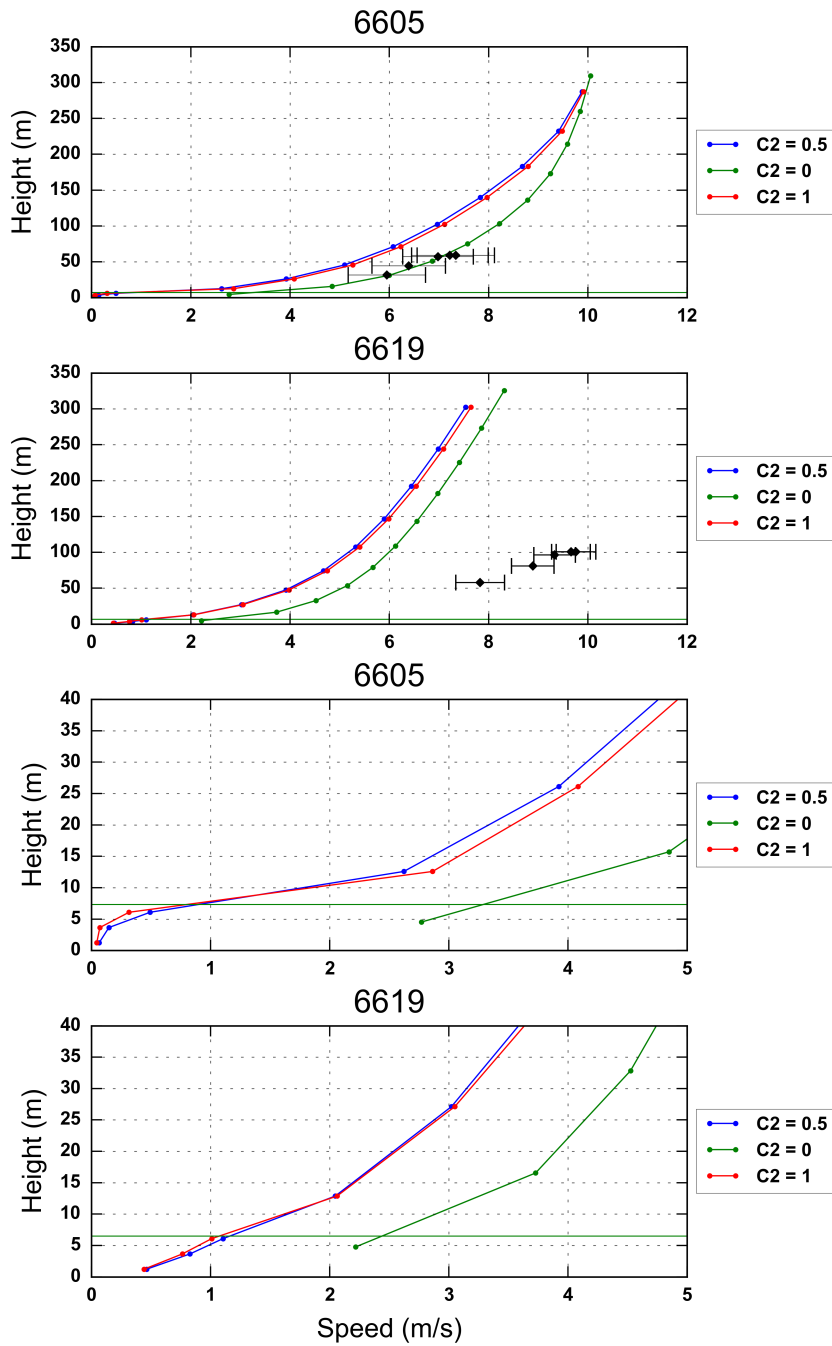 6605
Height (m)
350
300
250
200
150
100
50
0
0 2 4 6 8 10 12
C2 = 0.5
C2 = 0
C2 = 1
6619
Height (m)
350
300
250
200
150
100
50
0
0 2 4 6 8 10 12
C2 = 0.5
C2 = 0
C2 = 1
6605
Height (m)
40
35
30
25
20
15
10
5
0
0 1 2 3 4 5
C2 = 0.5
C2 = 0
C2 = 1
6619
Height (m)
40
35
30
25
20
15
10
5
0
0 1 2 3 4 5
Speed (m/s)
C2 = 0.5
C2 = 0
C2 = 1